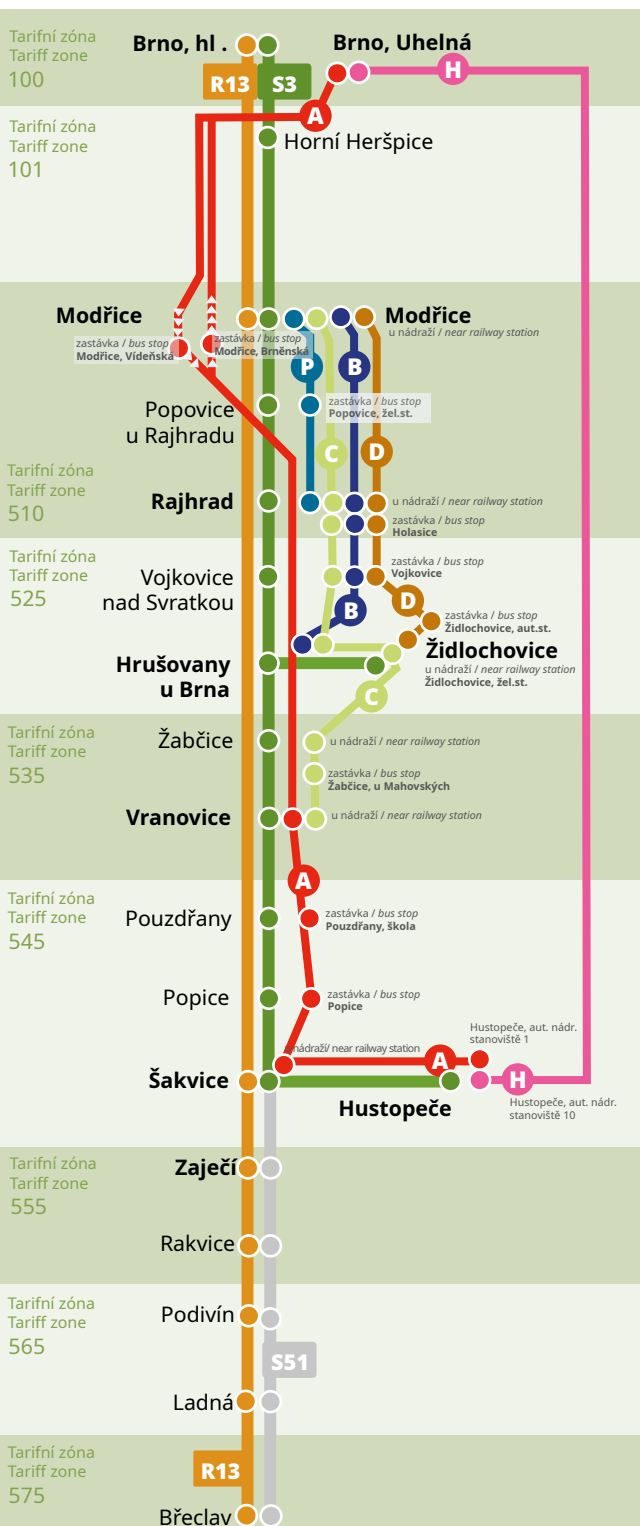 Tarifní zóna
Tariff zone
100
Brno, hl .
Brno, Uhelná
H
R13
S3
A
Tarifní zóna
Tariff zone
101
Horní Heršpice
Modřice
Modřice
u nádraží / near railway station
zastávka / bus stop
Modřice, Vídeňská
zastávka / bus stop
Modřice, Brněnská
P
B
Popovice
u Rajhradu
zastávka / bus stop
Popovice, žel.st.
C
D
Tarifní zóna
Tariff zone
510
Rajhrad
u nádraží / near railway station
zastávka / bus stop
Holasice
Tarifní zóna
Tariff zone
525
Vojkovice
nad Svratkou
zastávka / bus stop
Vojkovice
B
D
zastávka / bus stop
Židlochovice, aut.st.
Židlochovice
u nádraží / near railway station
Židlochovice, žel.st.
Hrušovany
u Brna
C
Tarifní zóna
Tariff zone
535
Žabčice
u nádraží / near railway station
zastávka / bus stop
Žabčice, u Mahovských
Vranovice
u nádraží / near railway station
A
Tarifní zóna
Tariff zone
545
Pouzdřany
zastávka / bus stop
Pouzdřany, škola
Popice
zastávka / bus stop
Popice
Hustopeče, aut. nádr.
stanoviště 1
nádraží/ near railway station
A
Šakvice
H
Hustopeče
Hustopeče, aut. nádr.
stanoviště 10
Tarifní zóna
Tariff zone
555
Zaječí
Rakvice
Tarifní zóna
Tariff zone
565
Podivín
S51
Ladná
Tarifní zóna
Tariff zone
575
R13
Břeclav